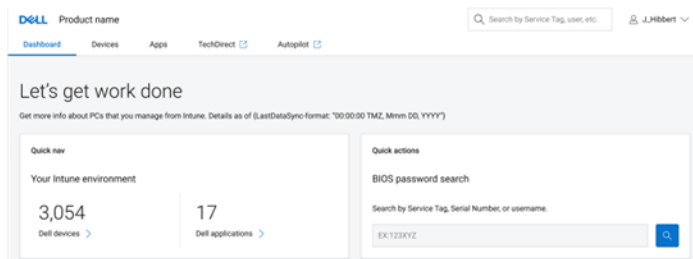 DELL Product name
Search by Service Tag, user, etc.
J_Hibbert
Dashboard Devices Apps TechDirect Autopilot
Let's get work done
Get more info about PCs that you manage from Intune. Details as of {LastDataSync-format: "00:00:00 TMZ, Mmm DD, YYYY"}
Quick nav
Your Intune environment
3,054
Dell devices
17
Dell applications
Quick actions
BIOS password search
Search by Service Tag, Serial Number, or username.
EX:123XYZ